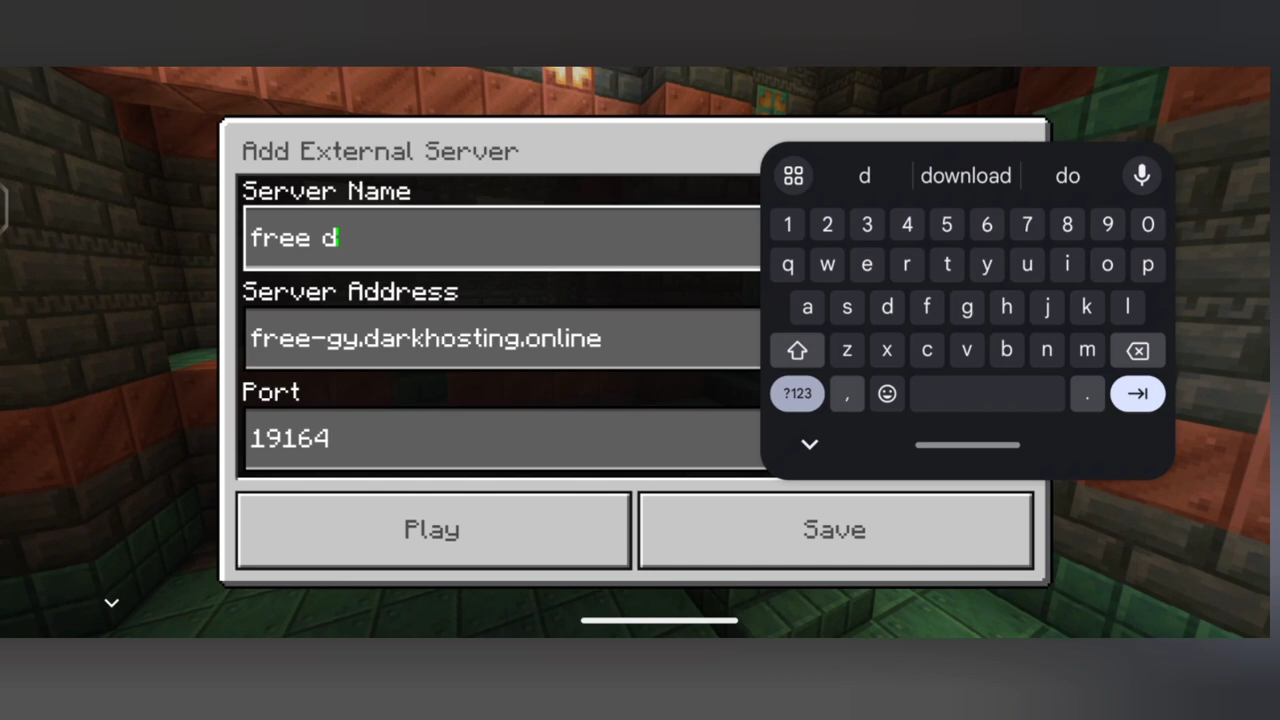 Add External Server
Server Name
free d
Server Address
free-gy.darkhosting.online
Port
19164
Play
Save
d download do
1 2 3 4 5 6 7 8 9 0
q w e r t y u i o p
a s d f g h j k l
z x c v b n m
?123 , .